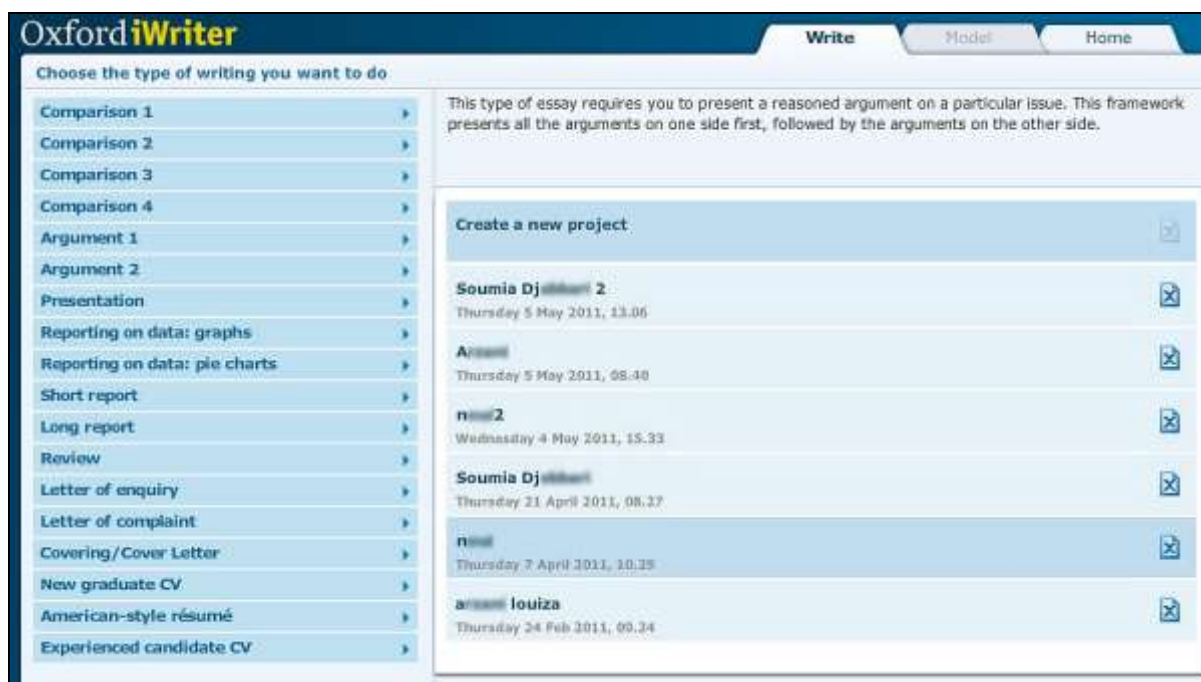 Oxford iWriter
Write Model Home
Choose the type of writing you want to do
Comparison 1
Comparison 2
Comparison 3
Comparison 4
Argument 1
Argument 2
Presentation
Reporting on data: graphs
Reporting on data: pie charts
Short report
Long report
Review
Letter of enquiry
Letter of complaint
Covering/Cover Letter
New graduate CV
American-style résumé
Experienced candidate CV
This type of essay requires you to present a reasoned argument on a particular issue. This framework
presents all the arguments on one side first, followed by the arguments on the other side.
Create a new project
Soumia 2
Thursday 5 May 2011, 13.06
Thursday 5 May 2011, 08.40
Wednesday 4 May 2011, 15.33
Soumia
Thursday 21 April 2011, 08.27
Thursday 7 April 2011, 10.25
louiza
Thursday 24 Feb 2011, 09.24